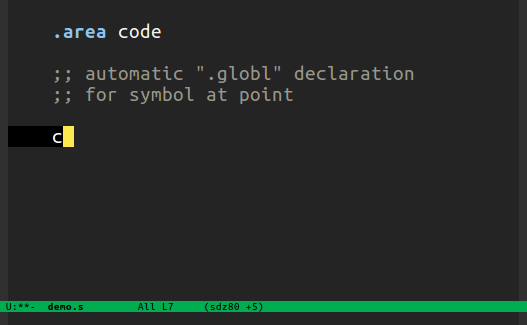 .area code
;; automatic ".globl" declaration
;; for symbol at point
c
U:**- demo.s All L7 (sdz80 +5)